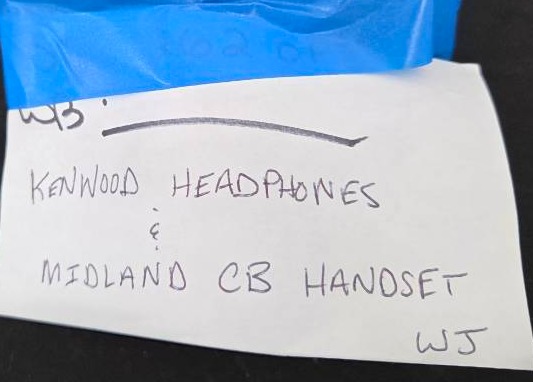 KENWOOD HEADPHONES
&
MIDLAND CB HANDSET
WJ